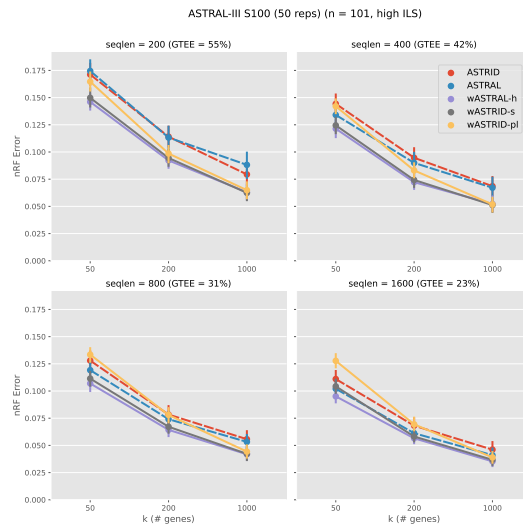 ASTRAL-III S100 (50 reps) (n = 101, high ILS)
seqlen = 200 (GTEE = 55%)
seqlen = 400 (GTEE = 42%)
nRF Error
0.175
0.150
0.125
0.100
0.075
0.050
0.025
0.000
50
200
1000
50
200
1000
ASTRID
ASTRAL
wASTRAL-h
wASTRID-s
wASTRID-pl
seqlen = 800 (GTEE = 31%)
seqlen = 1600 (GTEE = 23%)
nRF Error
0.175
0.150
0.125
0.100
0.075
0.050
0.025
0.000
50
200
1000
50
200
1000
k (# genes)
k (# genes)